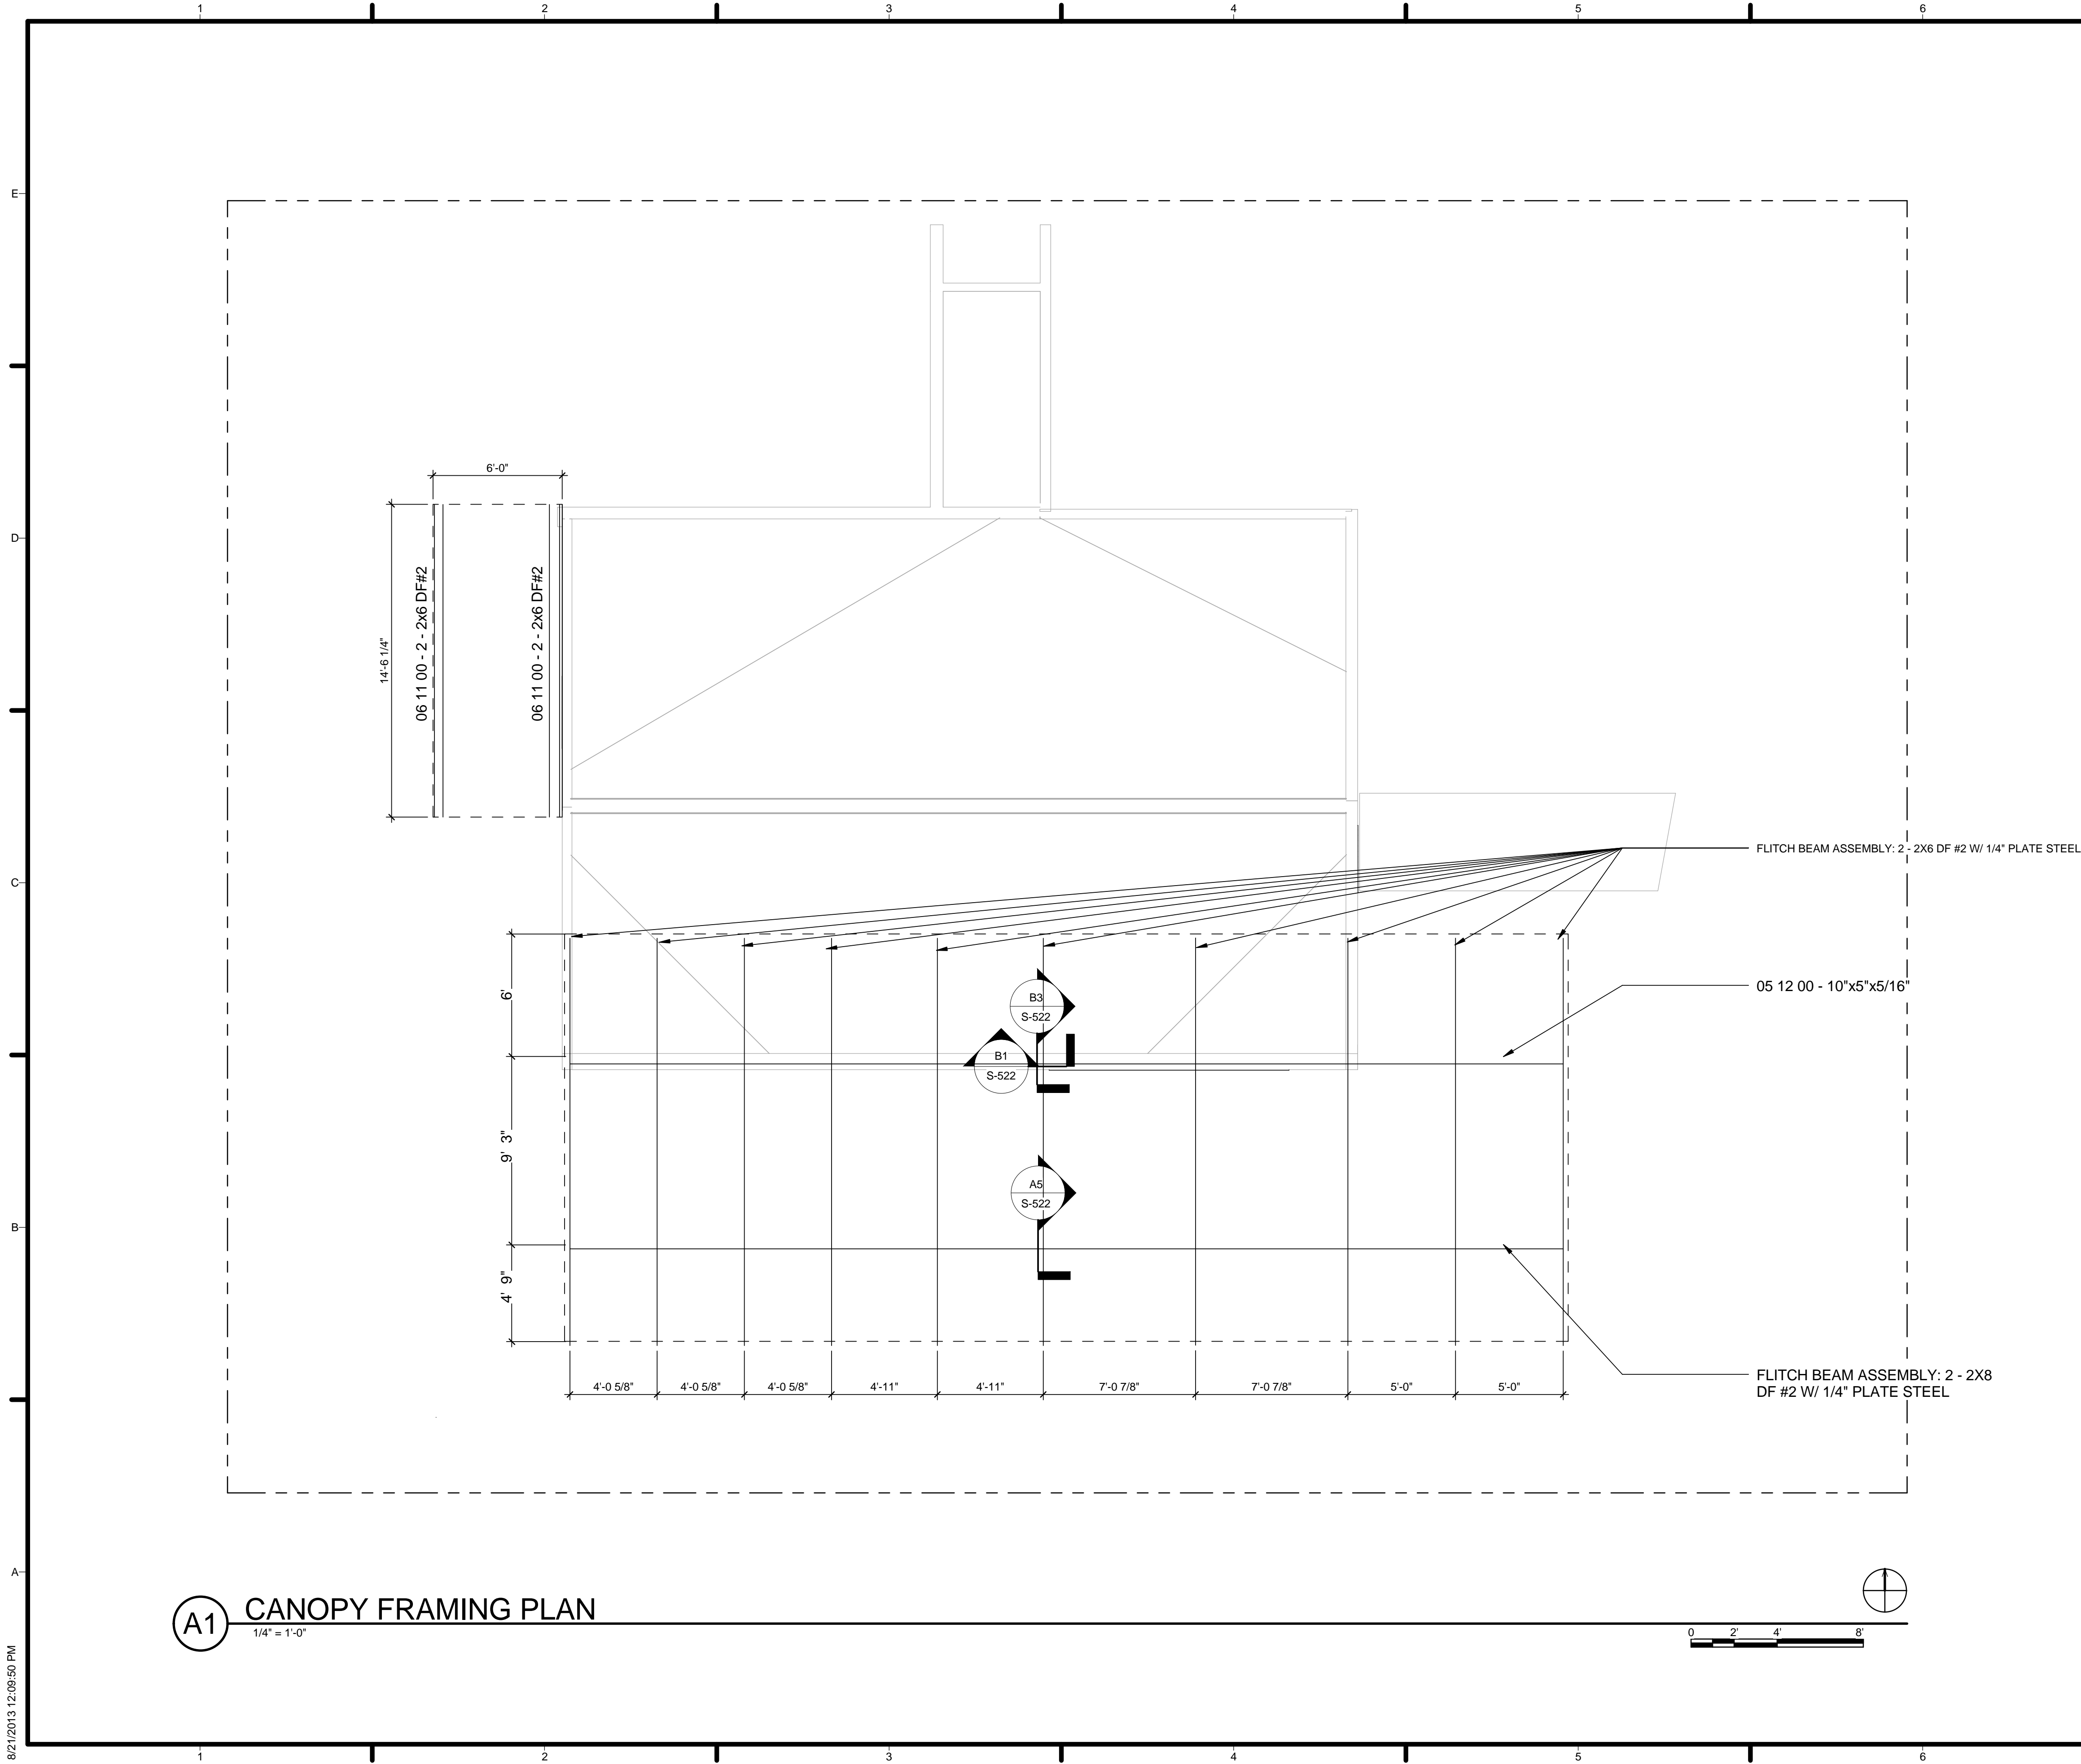 1 2 3 4 5 6
E
D
C
B
A
6'-0"
14'-6 1/4"
06 11 00 - 2 - 2x6 DF#2
06 11 00 - 2 - 2x6 DF#2
FLITCH BEAM ASSEMBLY: 2 - 2X6 DF #2 W/ 1/4" PLATE STEEL
6'
B3
S-522
05 12 00 - 10"x5"x5/16"
B1
S-522
9' 3"
A5
S-522
4' 9"
FLITCH BEAM ASSEMBLY: 2 - 2X8
DF #2 W/ 1/4" PLATE STEEL
4'-0 5/8" 4'-0 5/8" 4'-0 5/8" 4'-11" 4'-11" 7'-0 7/8" 7'-0 7/8" 5'-0" 5'-0"
A1 CANOPY FRAMING PLAN
1/4" = 1'-0"
0 2' 4' 8'
8/21/2013 12:09:50 PM
1 2 3 4 5 6